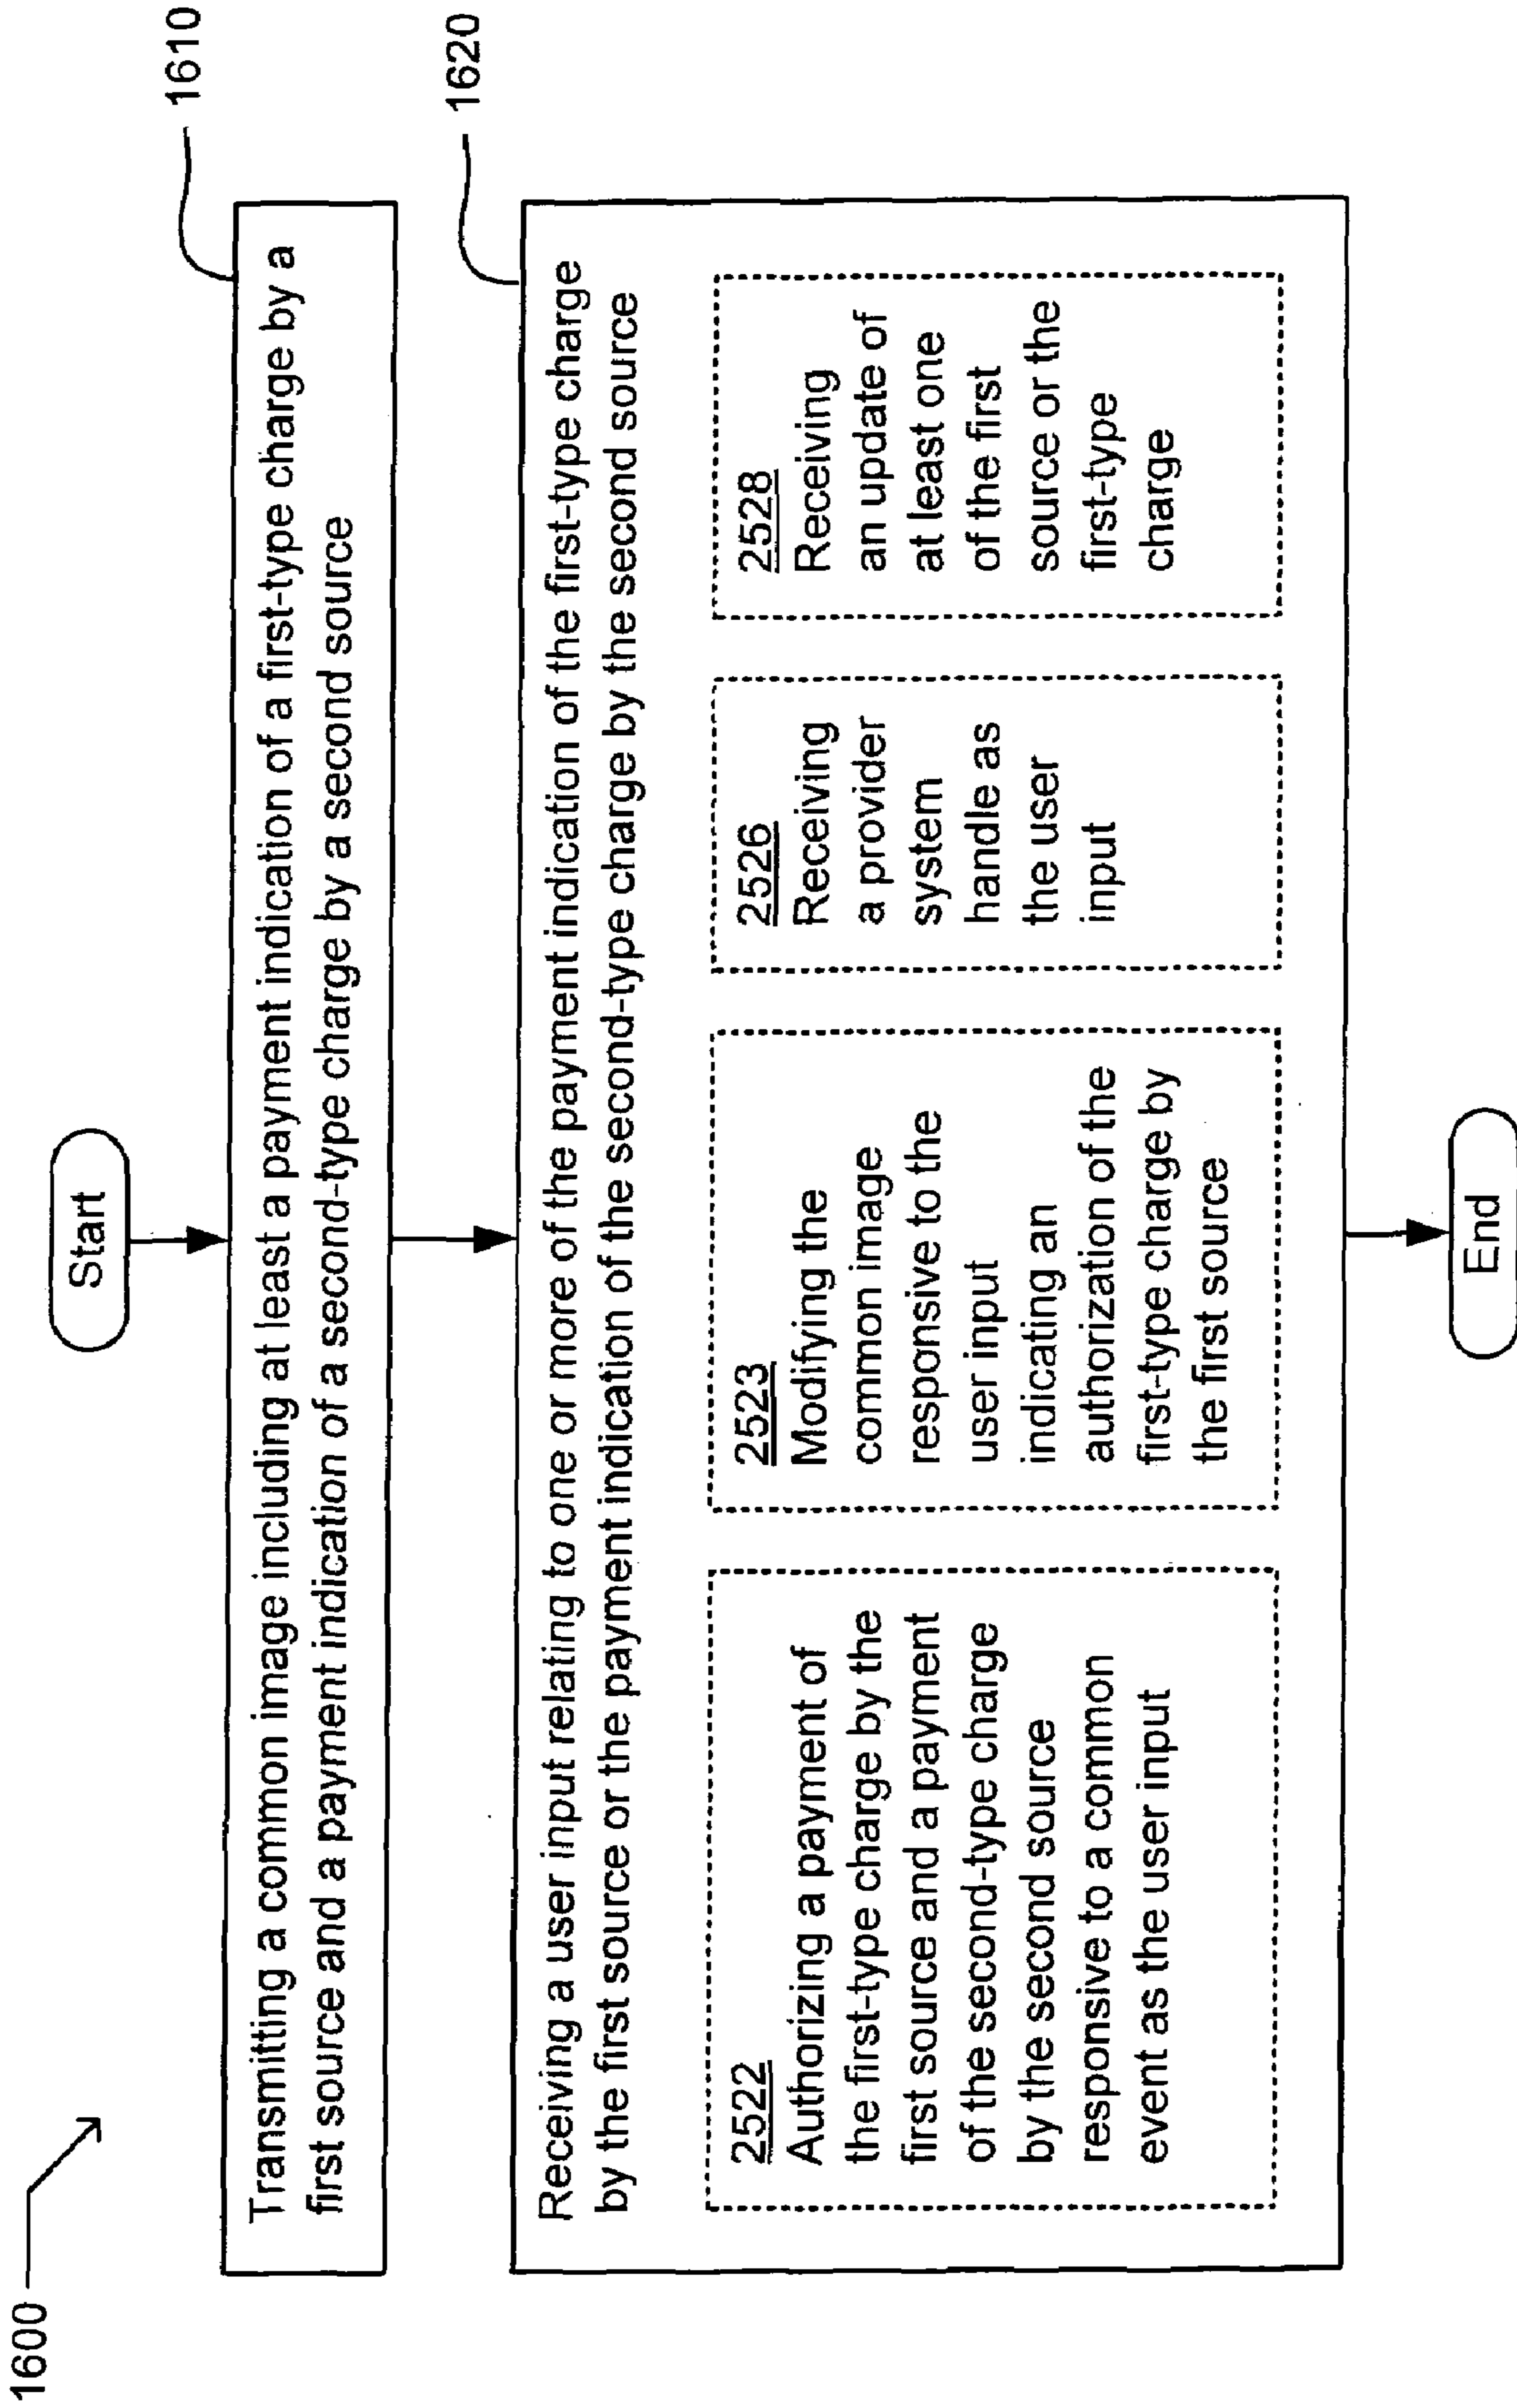 1600
Start
1610
Transmitting a common image including at least a payment indication of a first-type charge by a
first source and a payment indication of a second-type charge by a second source
1620
Receiving a user input relating to one or more of the payment indication of the first-type charge
by the first source or the payment indication of the second-type charge by the second source
2522
Authorizing a payment of
the first-type charge by the
first source and a payment
of the second-type charge
by the second source
responsive to a common
event as the user input
2523
Modifying the
common image
responsive to the
user input
indicating an
authorization of the
first-type charge by
the first source
2526
Receiving
a provider
system
handle as
the user
input
2528
Receiving
an update of
at least one
of the first
source or the
first-type
charge
End